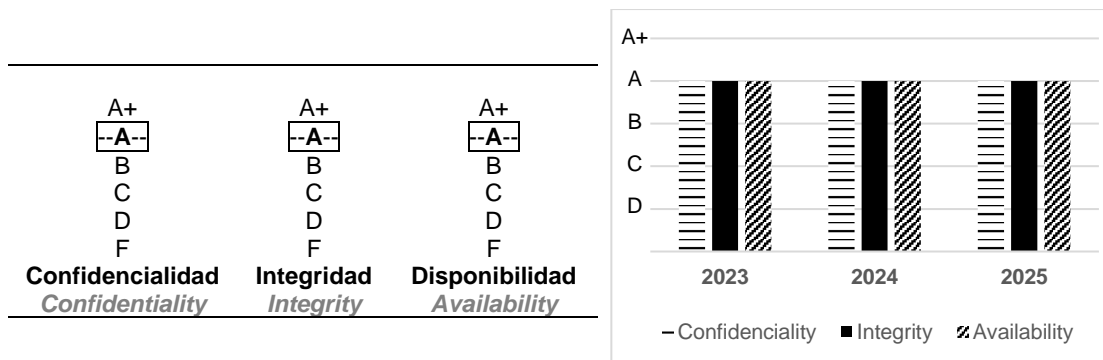 A+ A+ A+
--A-- --A-- --A--
B B B
C C C
D D D
F F F
Confidencialidad Integridad Disponibilidad
Confidentiality Integrity Availability
A+
A
B
C
D
2023 2024 2025
Confidenciality Integrity Availability